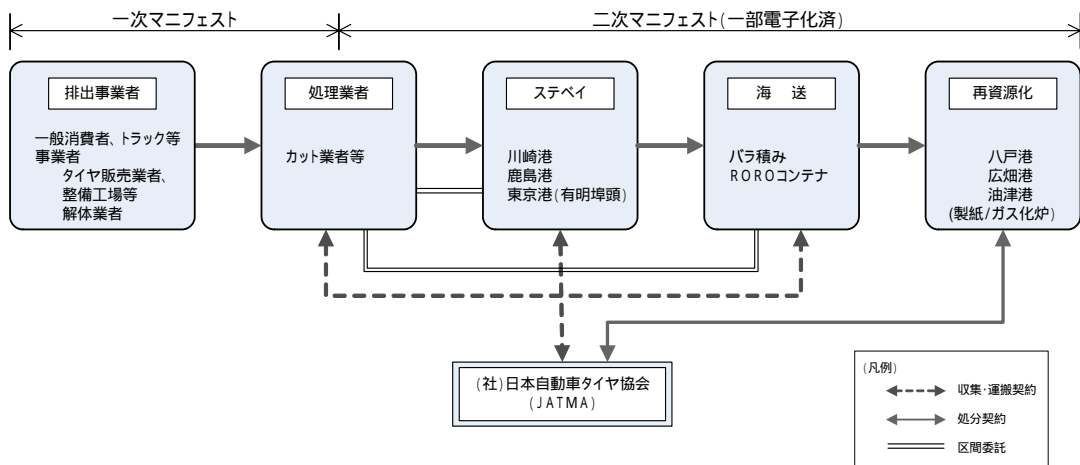 一次マニフェスト
二次マニフェスト(一部電子化済)
排出事業者
一般消費者、トラック等
事業者
タイヤ販売業者、
整備工場等
解体業者
処理業者
カット業者等
ステベイ
川崎港
鹿島港
東京港(有明埠頭)
海 送
バラ積み
ROROコンテナ
再資源化
八戸港
広畑港
油津港
(製紙/ガス化炉)
(社)日本自動車タイヤ協会
(JATMA)
(凡例)
収集・運搬契約
処分契約
区間委託